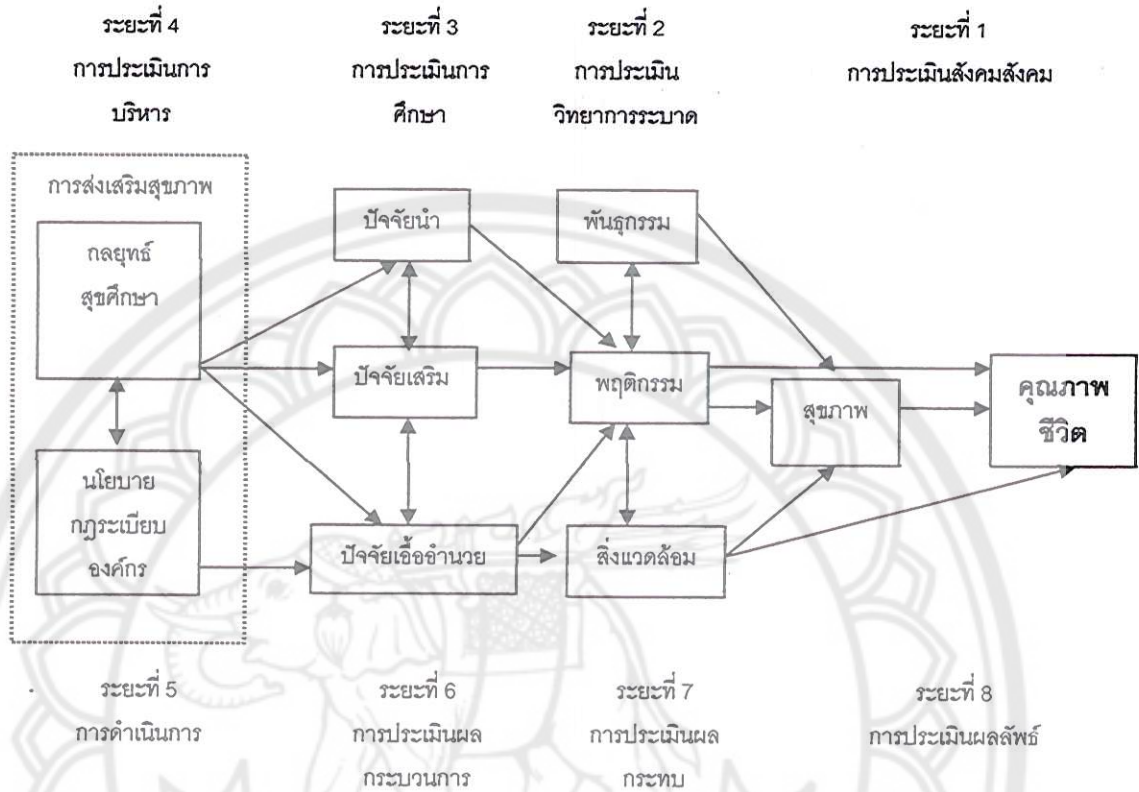 ระยะที่ 4
การประเมินการ
บริหาร
ระยะที่ 3
การประเมินการ
ศึกษา
ระยะที่ 2
การประเมิน
วิทยาการระบาด
ระยะที่ 1
การประเมินสังคมสังคม
การส่งเสริมสุขภาพ
กลยุทธ์
สุขศึกษา
นโยบาย
กฎระเบียบ
องค์กร
ปัจจัยนำ
ปัจจัยเสริม
ปัจจัยเอื้ออำนวย
พันธุกรรม
พฤติกรรม
สิ่งแวดล้อม
สุขภาพ
คุณภาพ
ชีวิต
ระยะที่ 5
การดำเนินการ
ระยะที่ 6
การประเมินผล
กระบวนการ
ระยะที่ 7
การประเมินผล
กระทบ
ระยะที่ 8
การประเมินผลลัพธ์